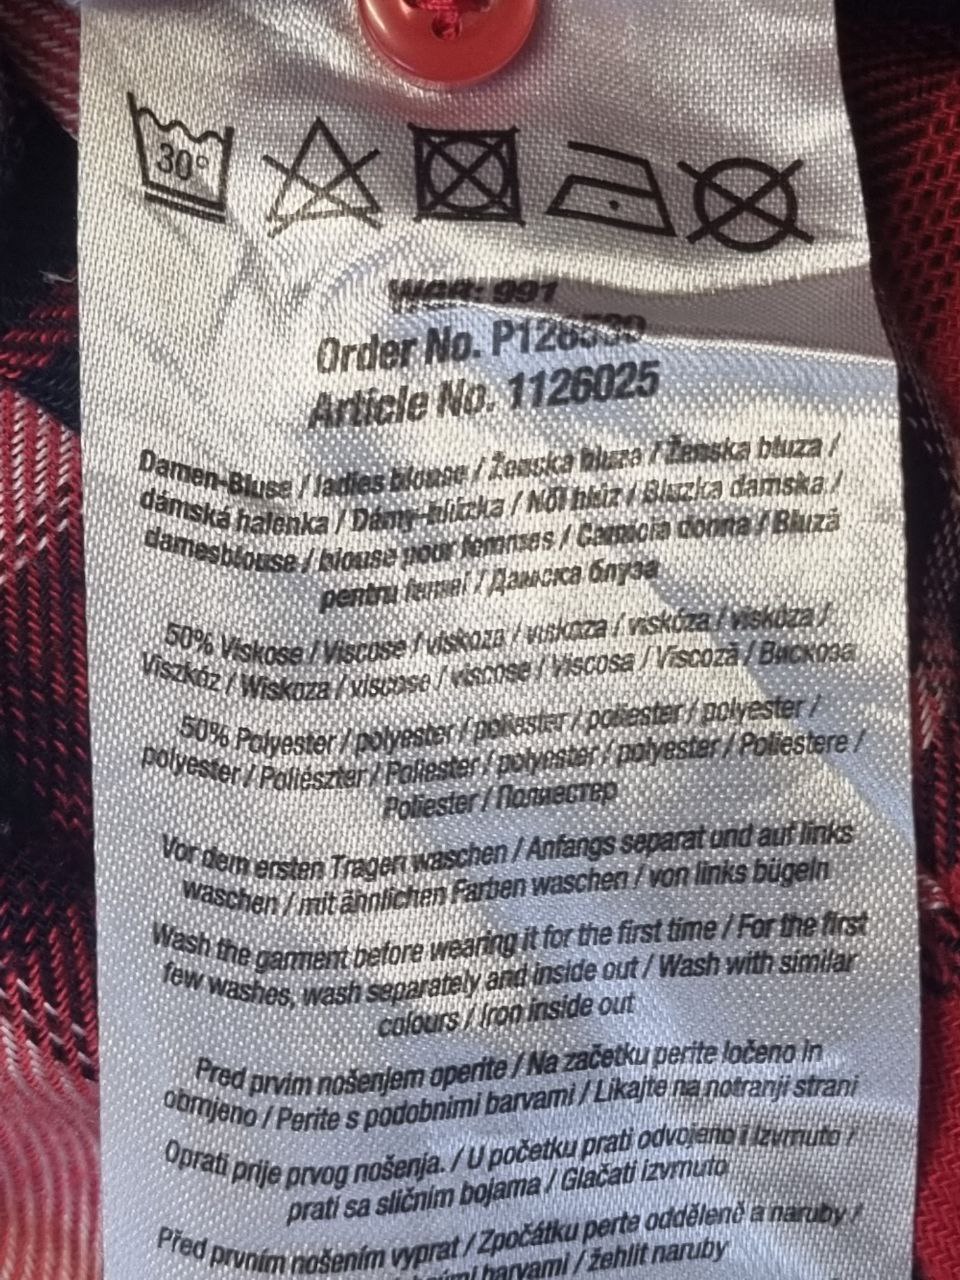 30°
WGR: 991
Order No.
Article No. 1126025
Damen-Bluse / ladies blouse / Ženska bluza / Ženska bluza /
dámská halenka / Dámy-blúzka / Női blúz / Bluzka damska /
damesblouse / blouse pour femmes / Camicia donna / Bluză
pentru femei / Дамска блуза
50% Viskose / Viscose / viskoza / viskoza / viskóza / viskóza /
Viszkóz / Wiskoza / viscose / viscose / Viscosa / Viscoză / Вискоза
50% Polyester / polyester / poliester / poliester / polyester /
polyester / Poliészter / Poliester / polyester / polyester / Poliestere /
Poliester / Полиестер
Vor dem ersten Tragen waschen / Anfangs separat und auf links
waschen / mit ähnlichen Farben waschen / von links bügeln
Wash the garment before wearing it for the first time / For the first
few washes, wash separately and inside out / Wash with similar
colours / Iron inside out
Pred prvim nošenjem operite / Na začetku perite ločeno in
obrnjeno / Perite s podobnimi barvami / Likajte na notranji strani
Oprati prije prvog nošenja. / U početku prati odvojeno i izvrnuto /
prati sa sličnim bojama / Glačati izvrnuto
Před prvním nošením vyprat / Zpočátku perte odděleně a naruby /
barvami / žehlit naruby